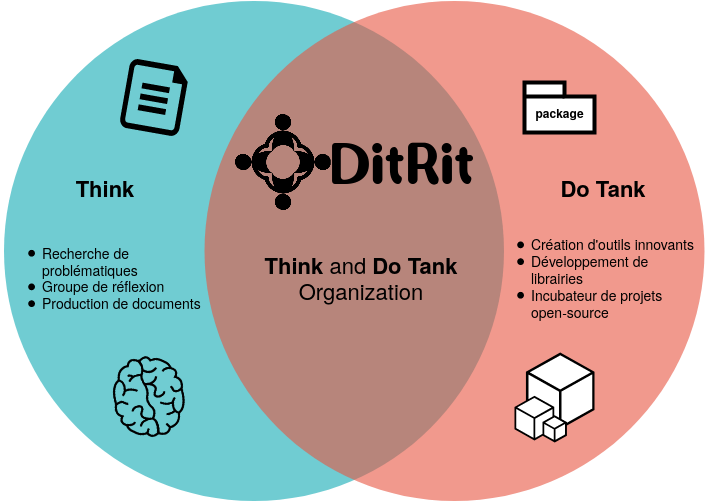 package
DitRit
Think
Do Tank
● Recherche de
problématiques
● Groupe de réflexion
● Production de documents
Think and Do Tank
Organization
● Création d'outils innovants
● Développement de
librairies
● Incubateur de projets
open-source